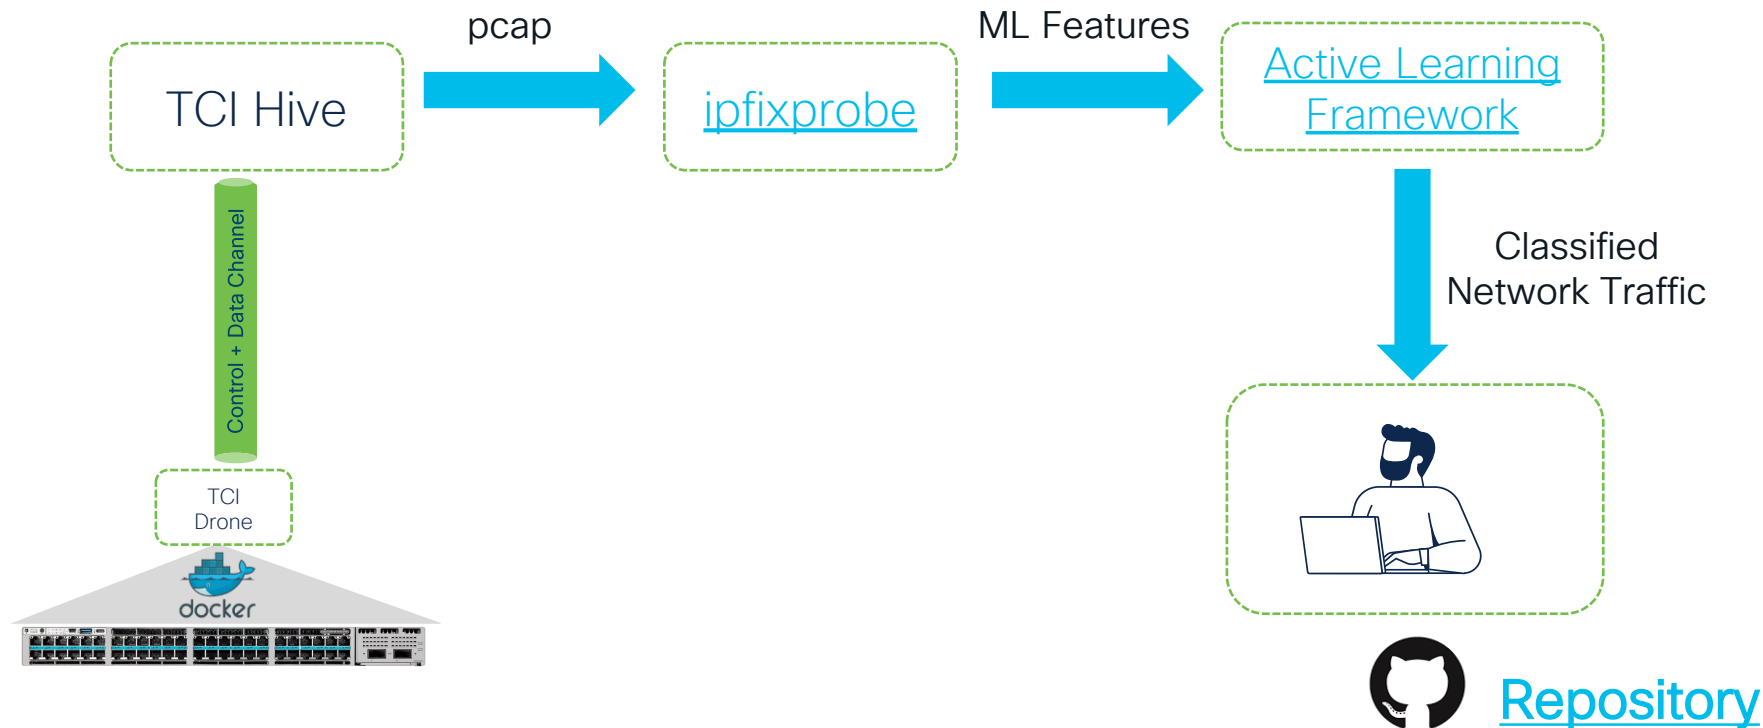 pcap
ML Features
TCI Hive
ipfixprobe
Active Learning
Framework
Control + Data Channel
Classified
Network Traffic
TCI
Drone
docker
Repository